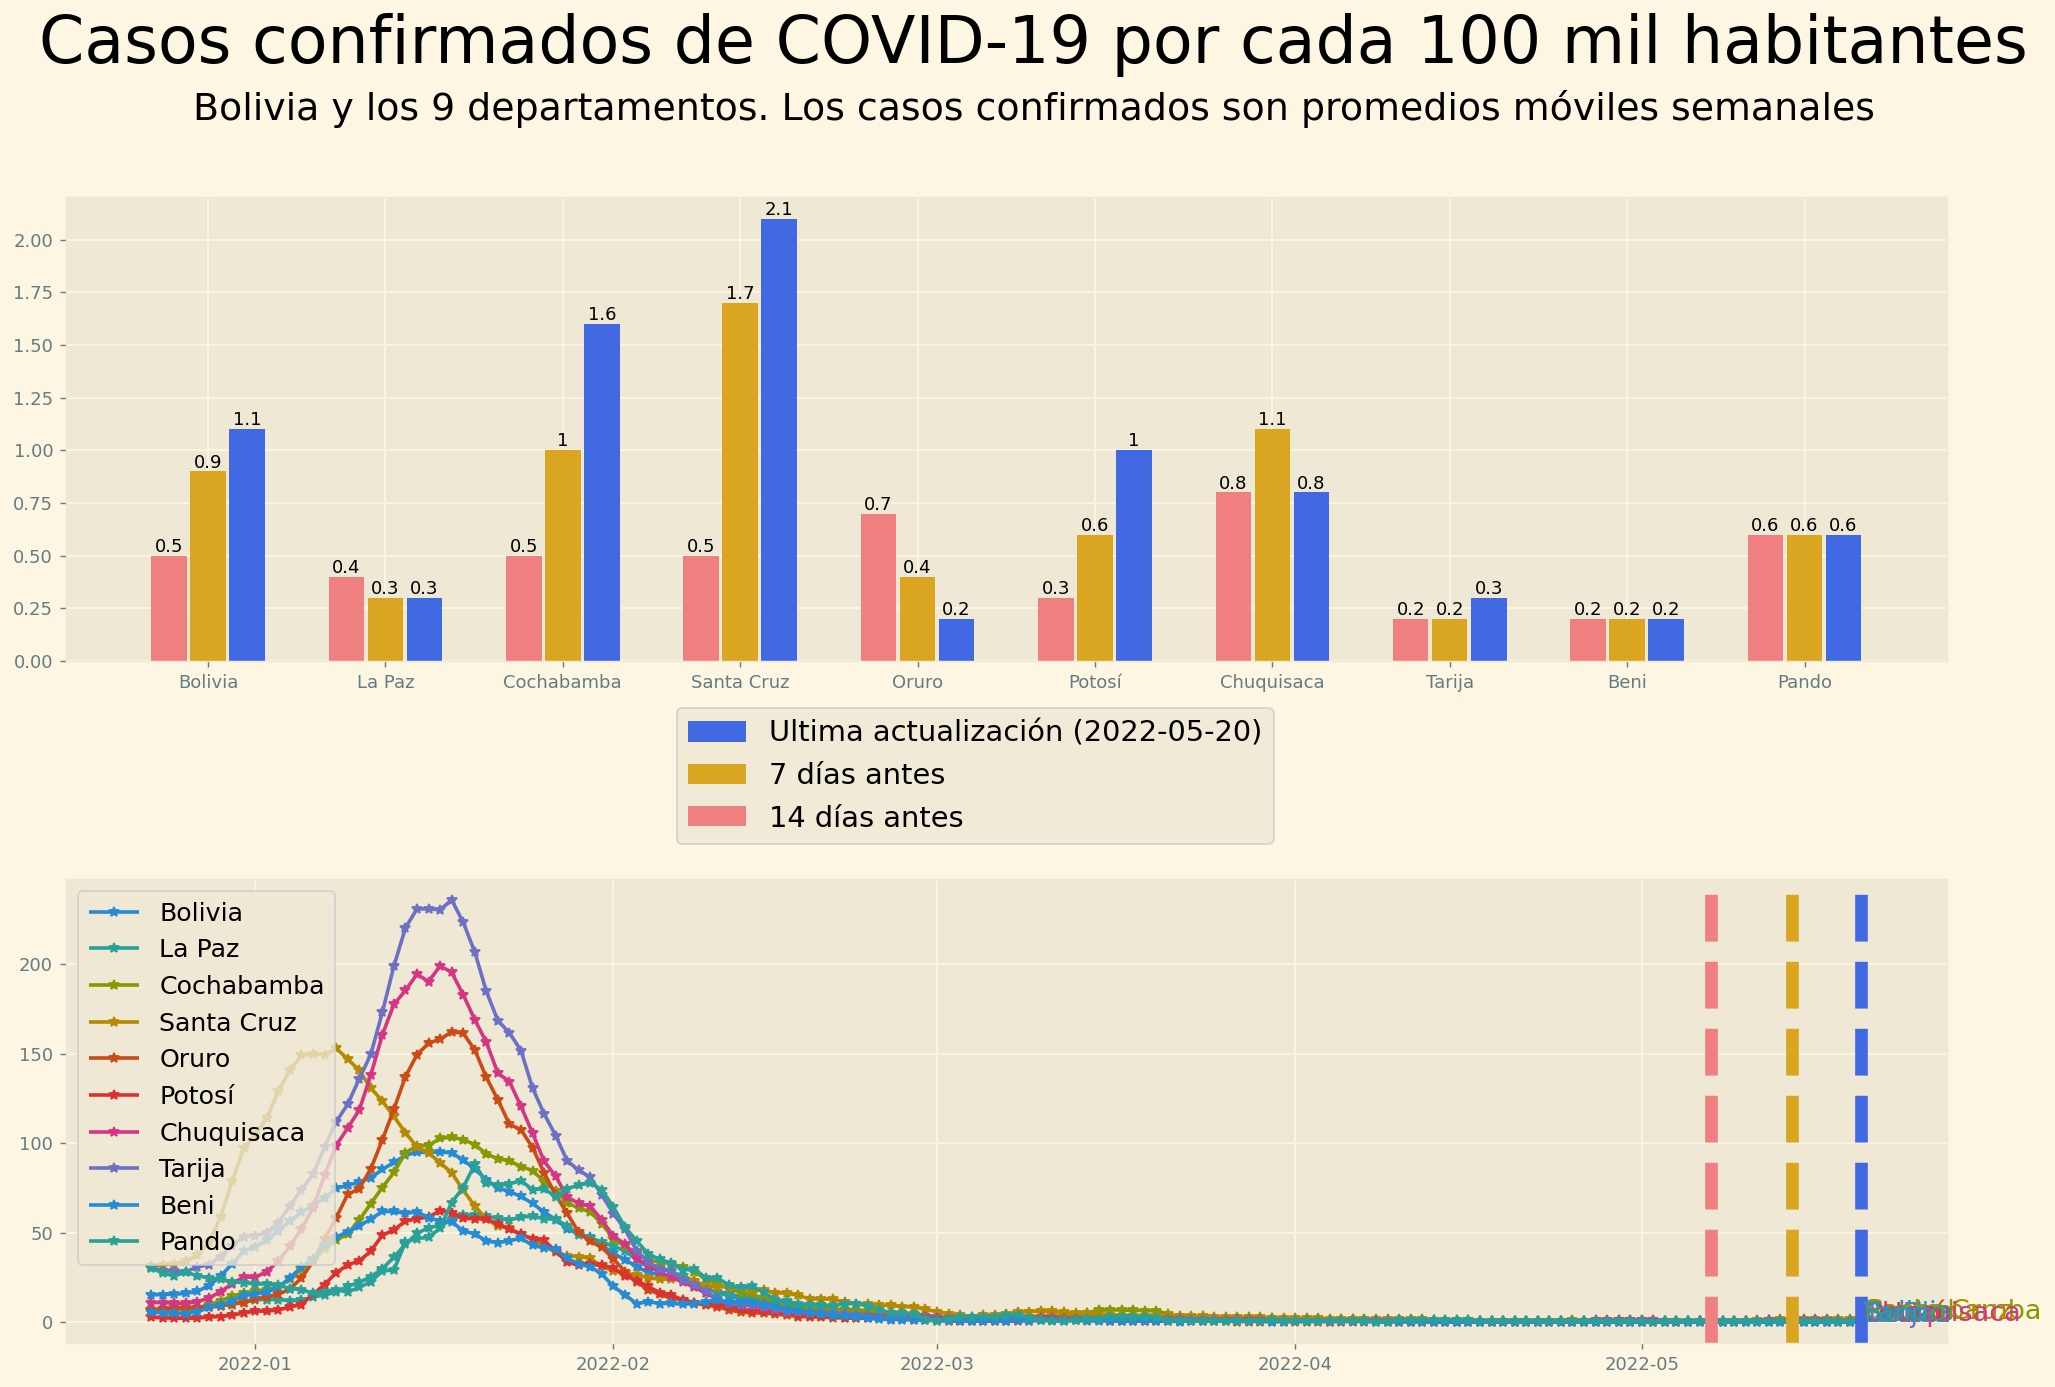 Casos confirmados de COVID-19 por cada 100 mil habitantes
Bolivia y los 9 departamentos. Los casos confirmados son promedios móviles semanales
2.00
1.75
1.50
1.25
1.00
0.75
0.50
0.25
0.00
0.5 0.9 1.1
0.4 0.3 0.3
0.5 1 1.6
0.5 1.7 2.1
0.7 0.4 0.2
0.3 0.6 1
0.8 1.1 0.8
0.2 0.2 0.3
0.2 0.2 0.2
0.6 0.6 0.6
Bolivia La Paz Cochabamba Santa Cruz Oruro Potosí Chuquisaca Tarija Beni Pando
Ultima actualización (2022-05-20)
7 días antes
14 días antes
200
150
100
50
0
Bolivia
La Paz
Cochabamba
Santa Cruz
Oruro
Potosí
Chuquisaca
Tarija
Beni
Pando
2022-01 2022-02 2022-03 2022-04 2022-05